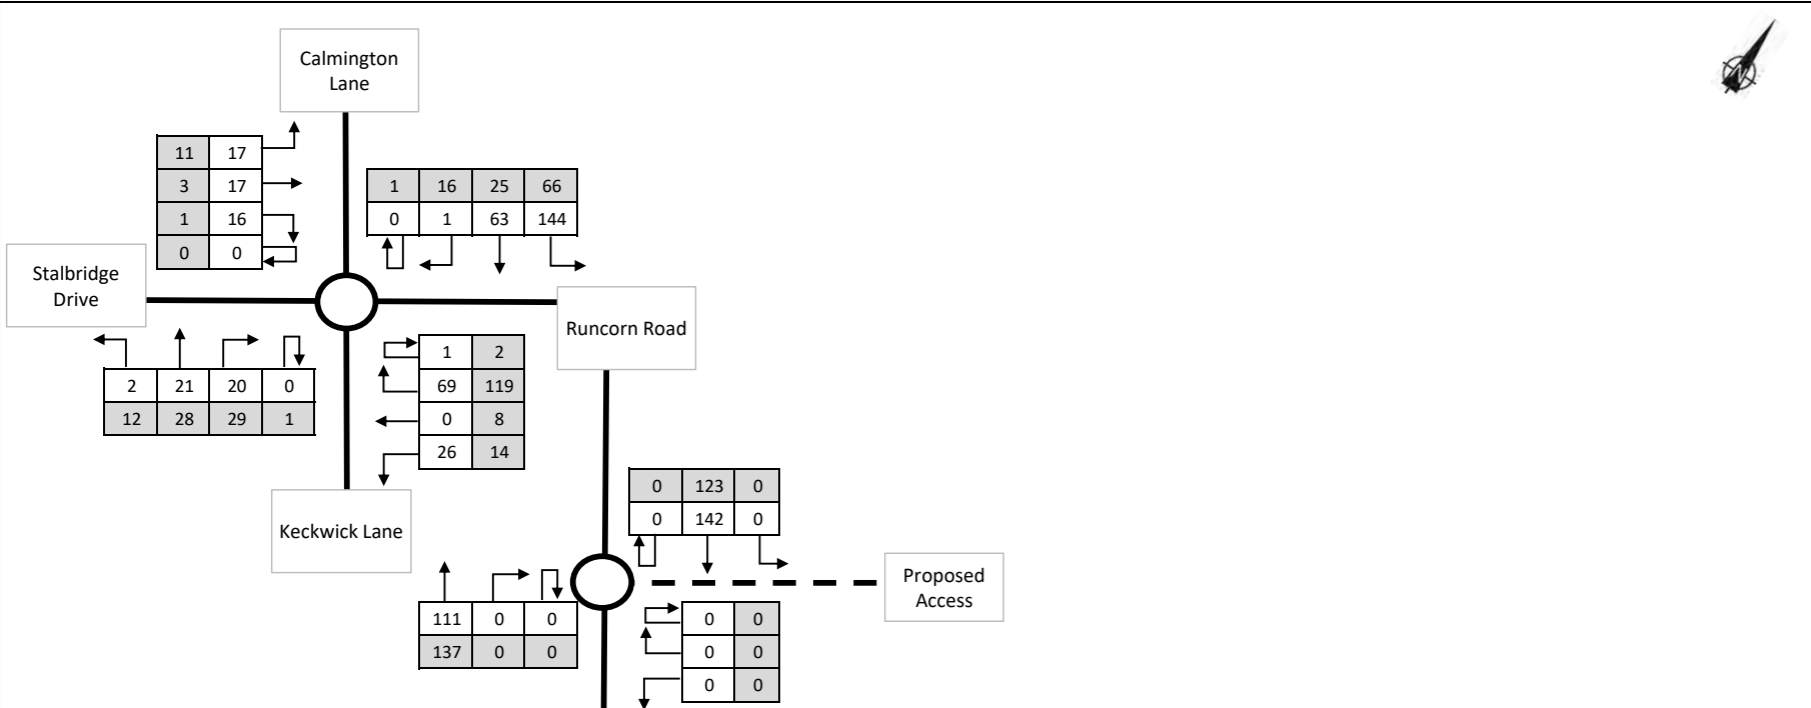 Calmington
Lane
11 17
3 17
1 16
0 0
1 16 25 66
0 1 63 144
Stalbridge
Drive
Runcorn Road
2 21 20 0
12 28 29 1
1 2
69 119
0 8
26 14
Keckwick Lane
0 123 0
0 142 0
Proposed
Access
111 0 0
137 0 0
0 0
0 0
0 0
N